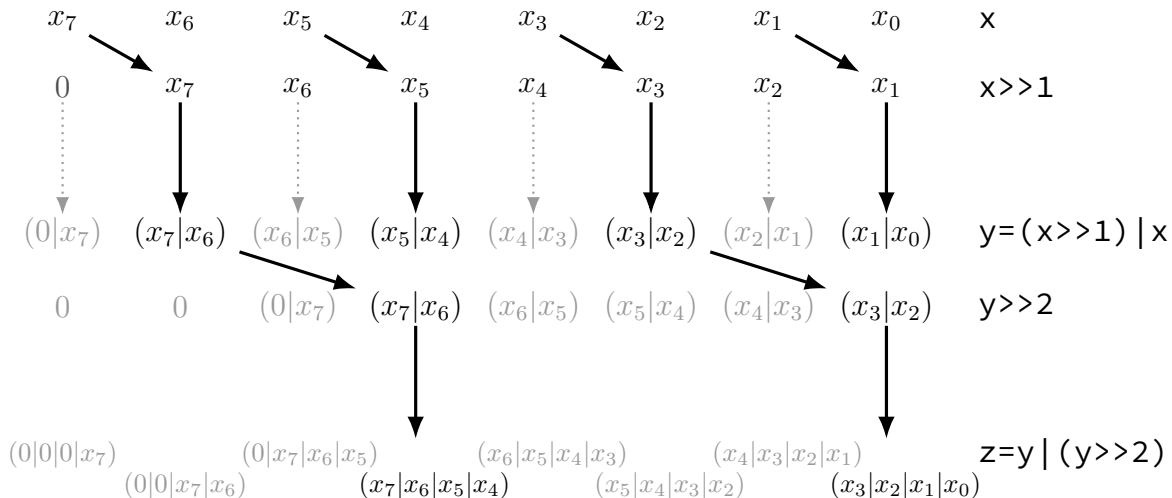 x₇ x₆ x₅ x₄ x₃ x₂ x₁ x₀ x
0 x₇ x₆ x₅ x₄ x₃ x₂ x₁ x>>1
(0|x₇) (x₇|x₆) (x₆|x₅) (x₅|x₄) (x₄|x₃) (x₃|x₂) (x₂|x₁) (x₁|x₀) y=(x>>1)|x
0 0 (0|x₇) (x₇|x₆) (x₆|x₅) (x₅|x₄) (x₄|x₃) (x₃|x₂) y>>2
(0|0|0|x₇) (0|x₇|x₆|x₅) (x₆|x₅|x₄|x₃) (x₄|x₃|x₂|x₁) z=y|(y>>2)
(0|0|x₇|x₆) (x₇|x₆|x₅|x₄) (x₅|x₄|x₃|x₂) (x₃|x₂|x₁|x₀)